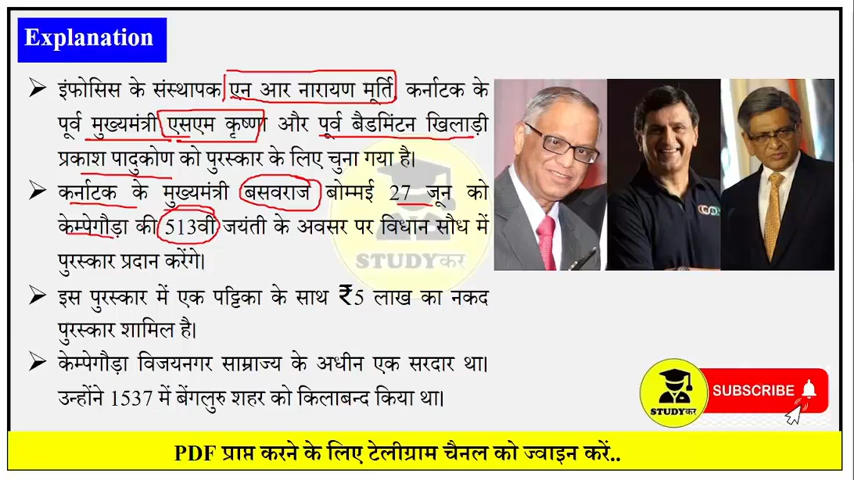 Explanation
➢ इंफोसिस के संस्थापक एन आर नारायण मूर्ति कर्नाटक के
पूर्व मुख्यमंत्री एसएम कृष्ण और पूर्व बैडमिंटन खिलाड़ी
प्रकाश पादुकोण को पुरस्कार के लिए चुना गया है।
➢ कर्नाटक के मुख्यमंत्री बसवराज बोम्मई 27 जून को
केम्पेगौड़ा की 513वीं जयंती के अवसर पर विधान सौध में
पुरस्कार प्रदान करेंगे।
➢ इस पुरस्कार में एक पट्टिका के साथ ₹5 लाख का नकद
पुरस्कार शामिल है।
➢ केम्पेगौड़ा विजयनगर साम्राज्य के अधीन एक सरदार था।
उन्होंने 1537 में बेंगलुरु शहर को किलाबन्द किया था।
STUDYकर
STUDYकर
SUBSCRIBE
PDF प्राप्त करने के लिए टेलीग्राम चैनल को ज्वाइन करें..